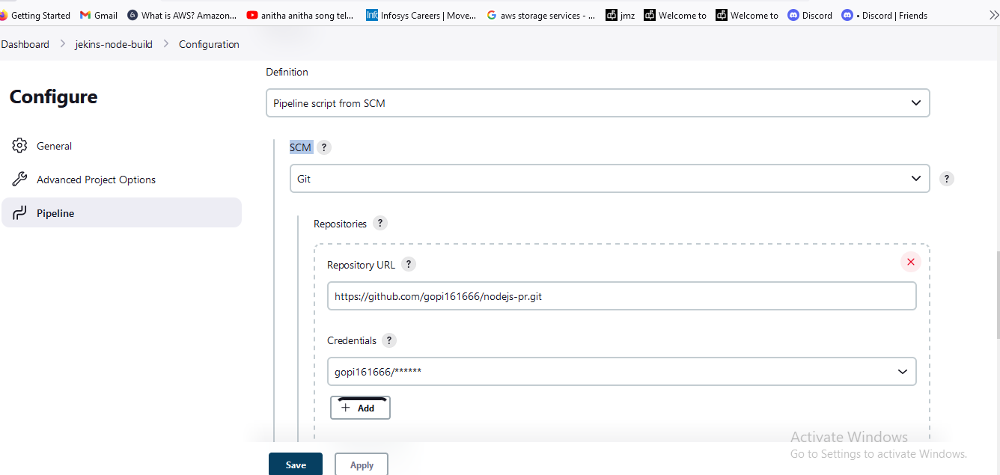 Getting Started Gmail What is AWS? Amazon... anitha anitha song tel... Infosys Careers | Move... aws storage services - ... jmz Welcome to Welcome to Discord • Discord | Friends
Dashboard jekins-node-build Configuration
Configure
General
Advanced Project Options
Pipeline
Definition
Pipeline script from SCM
SCM ?
Git
?
Repositories ?
Repository URL ?
https://github.com/gopi161666/nodejs-pr.git
Credentials ?
gopi161666/******
+ Add
Save Apply
Activate Windows
Go to Settings to activate Windows.